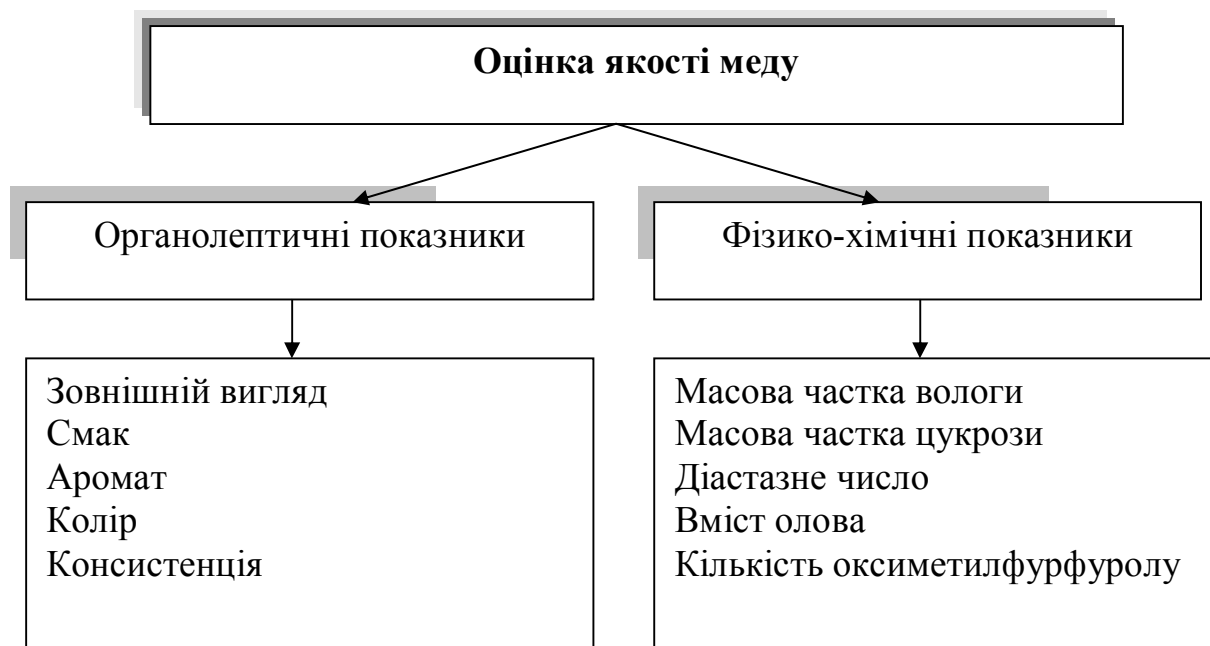 Оцінка якості меду
Органолептичні показники
Фізико-хімічні показники
Зовнішній вигляд
Смак
Аромат
Колір
Консистенція
Масова частка вологи
Масова частка цукрози
Діастазне число
Вміст олова
Кількість оксиметилфурфуролу